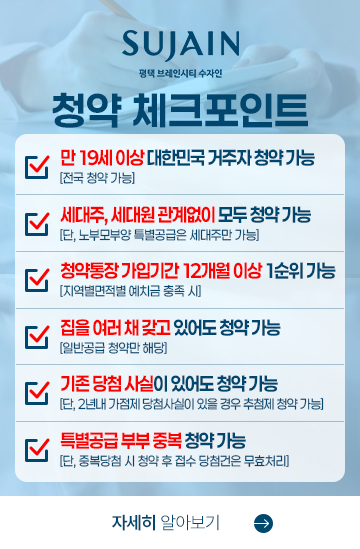 SUJAIN
평택 브레인시티 수자인
청약 체크포인트
만 19세 이상 대한민국 거주자 청약 가능
[전국 청약 가능]
세대주, 세대원 관계없이 모두 청약 가능
[단, 노부모부양 특별공급은 세대주만 가능]
청약통장 가입기간 12개월 이상 1순위 가능
[지역별면적별 예치금 충족 시]
집을 여러 채 갖고 있어도 청약 가능
[일반공급 청약만 해당]
기존 당첨 사실이 있어도 청약 가능
[단, 2년내 가점제 당첨사실이 있을 경우 추첨제 청약 가능]
특별공급 부부 중복 청약 가능
[단, 중복당첨 시 청약 후 접수 당첨건은 무효처리]
자세히 알아보기